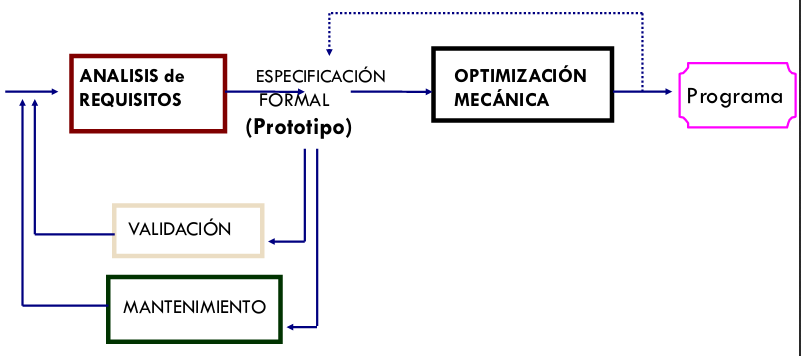 ANALISIS de
REQUISITOS
ESPECIFICACIÓN
FORMAL
(Prototipo)
OPTIMIZACIÓN
MECÁNICA
Programa
VALIDACIÓN
MANTENIMIENTO